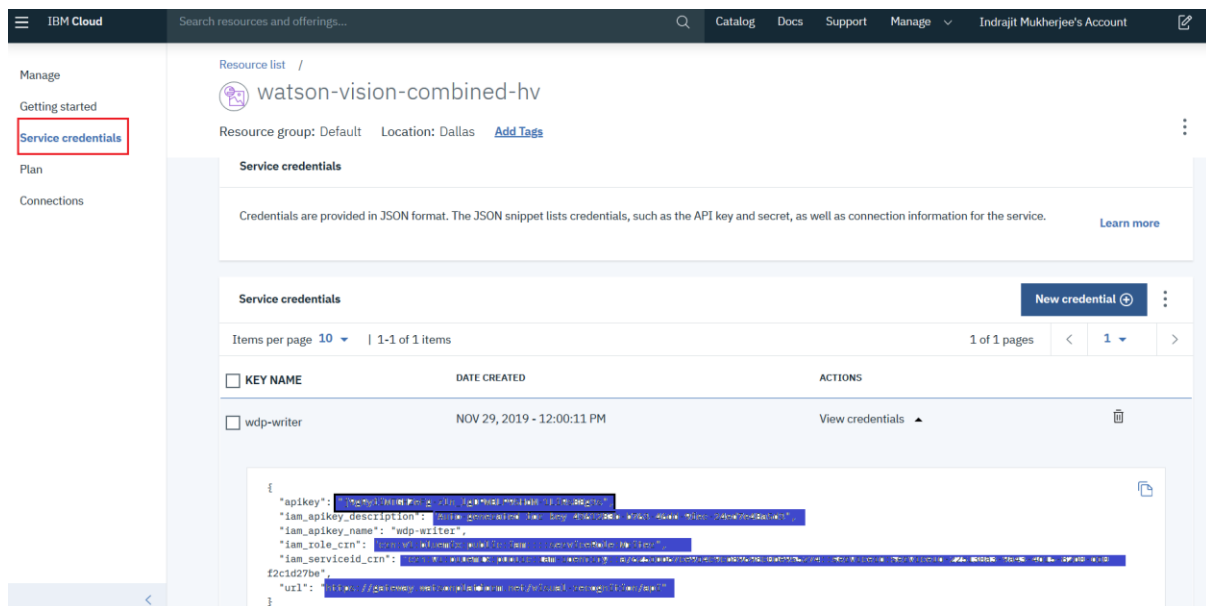 IBM Cloud
Search resources and offerings...
Catalog
Docs
Support
Manage
Indrajit Mukherjee's Account
Manage
Getting started
Service credentials
Plan
Connections
Resource list /
watson-vision-combined-hv
Resource group: Default Location: Dallas Add Tags
Service credentials
Credentials are provided in JSON format. The JSON snippet lists credentials, such as the API key and secret, as well as connection information for the service.
Learn more
Service credentials
New credential
Items per page 10 | 1-1 of 1 items
1 of 1 pages
1
KEY NAME
DATE CREATED
ACTIONS
wdp-writer
NOV 29, 2019 - 12:00:11 PM
View credentials
{
"apikey":
"iam_apikey_description":
"iam_apikey_name": "wdp-writer",
"iam_role_crn":
"iam_serviceid_crn":
f2c1d27be",
"url":
}